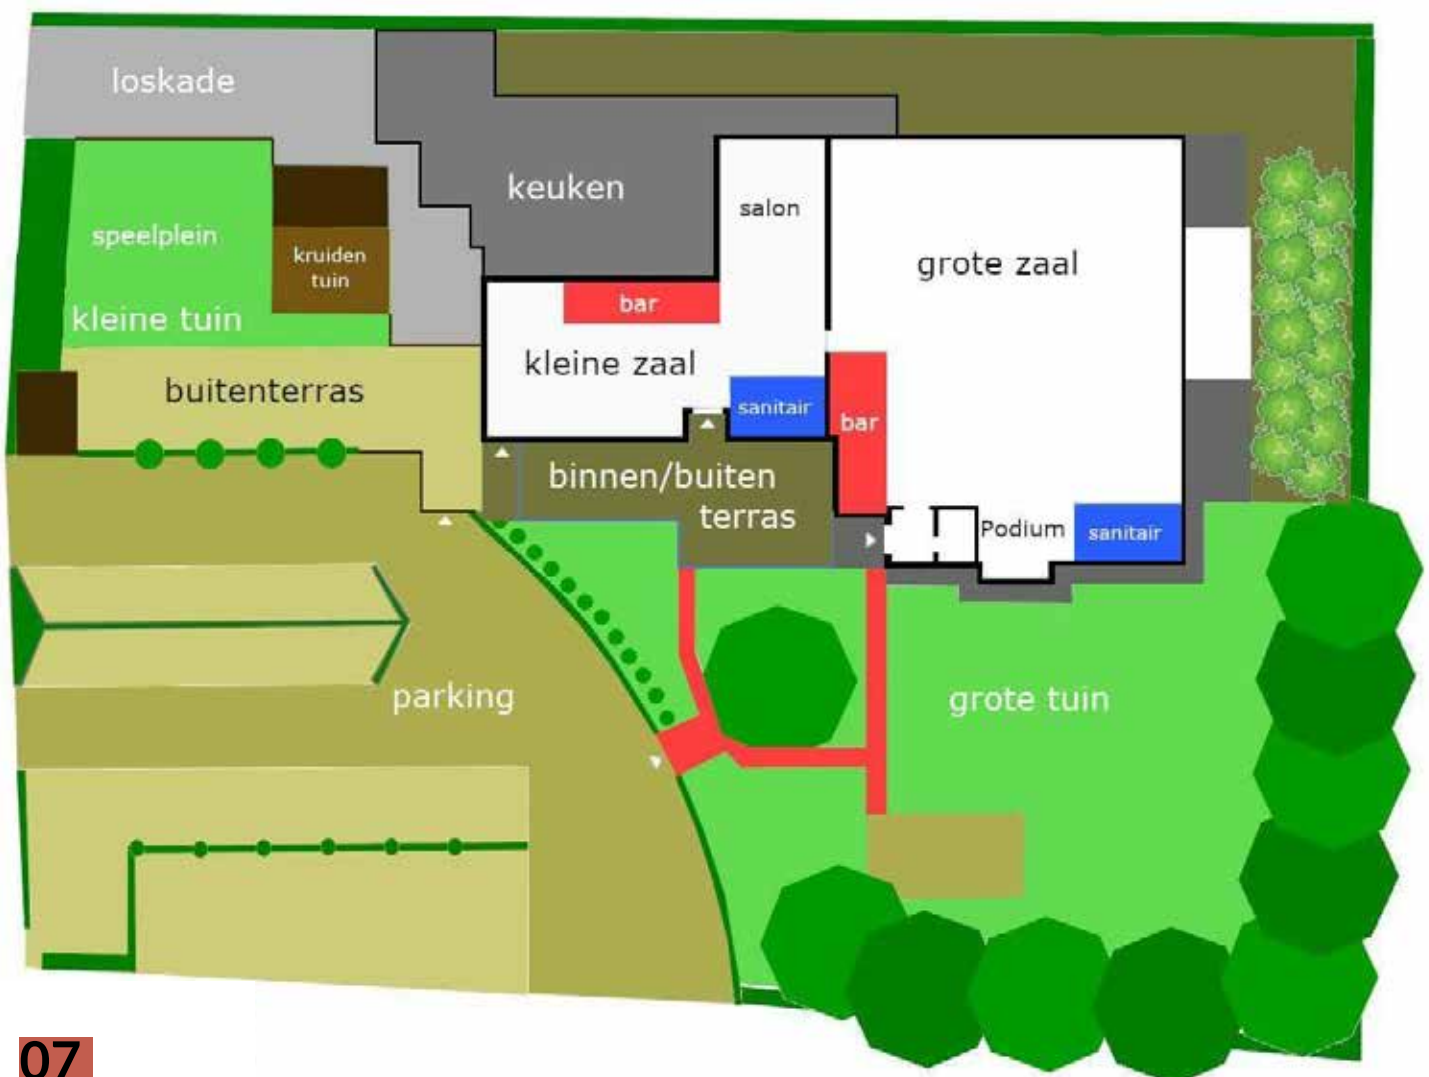 loskade
keuken
salon
speelplein
kruiden
tuin
grote zaal
bar
kleine tuin
kleine zaal
buitenterras
sanitair
bar
binnen/buiten
terras
Podium
sanitair
parking
grote tuin
07